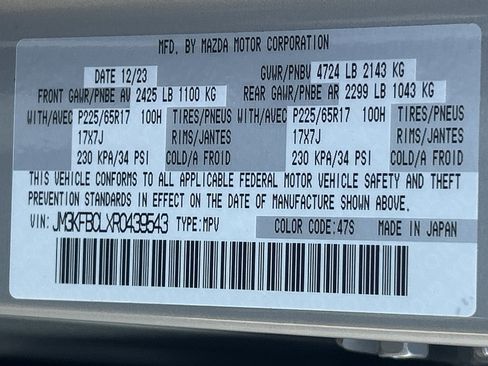 MFD. BY MAZDA MOTOR CORPORATION
DATE 12/23 GVWR/PNBV 4724 LB 2143 KG
FRONT GAWR/PNBE AV 2425 LB 1100 KG REAR GAWR/PNBE AR 2299 LB 1043 KG
WITH/AVEC P225/65R17 100H TIRES/PNEUS WITH/AVEC P225/65R17 100H TIRES/PNEUS
17X7J RIMS/JANTES 17X7J RIMS/JANTES
230 KPA/34 PSI COLD/A FROID 230 KPA/34 PSI COLD/A FROID
THIS VEHICLE CONFORMS TO ALL APPLICABLE FEDERAL MOTOR VEHICLE SAFETY AND THEFT
PREVENTION STANDARDS IN EFFECT ON THE DATE OF MANUFACTURE SHOWN ABOVE.
VIN: JM3KFBCLXR0439543 TYPE:MPV COLOR CODE:47S MADE IN JAPAN